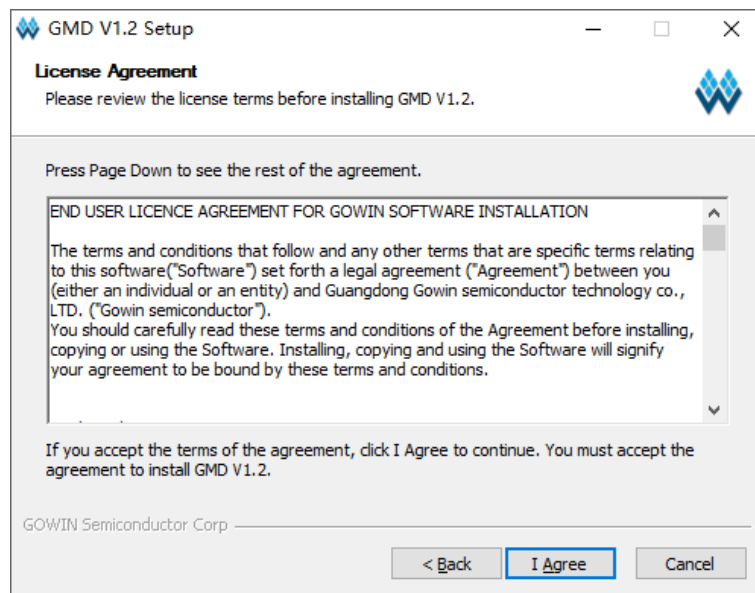 GMD V1.2 Setup
License Agreement
Please review the license terms before installing GMD V1.2.
Press Page Down to see the rest of the agreement.
END USER LICENCE AGREEMENT FOR GOWIN SOFTWARE INSTALLATION
The terms and conditions that follow and any other terms that are specific terms relating
to this software("Software") set forth a legal agreement ("Agreement") between you
(either an individual or an entity) and Guangdong Gowin semiconductor technology co.,
LTD. ("Gowin semiconductor").
You should carefully read these terms and conditions of the Agreement before installing,
copying or using the Software. Installing, copying and using the Software will signify
your agreement to be bound by these terms and conditions.
If you accept the terms of the agreement, click I Agree to continue. You must accept the
agreement to install GMD V1.2.
GOWIN Semiconductor Corp
< Back
I Agree
Cancel